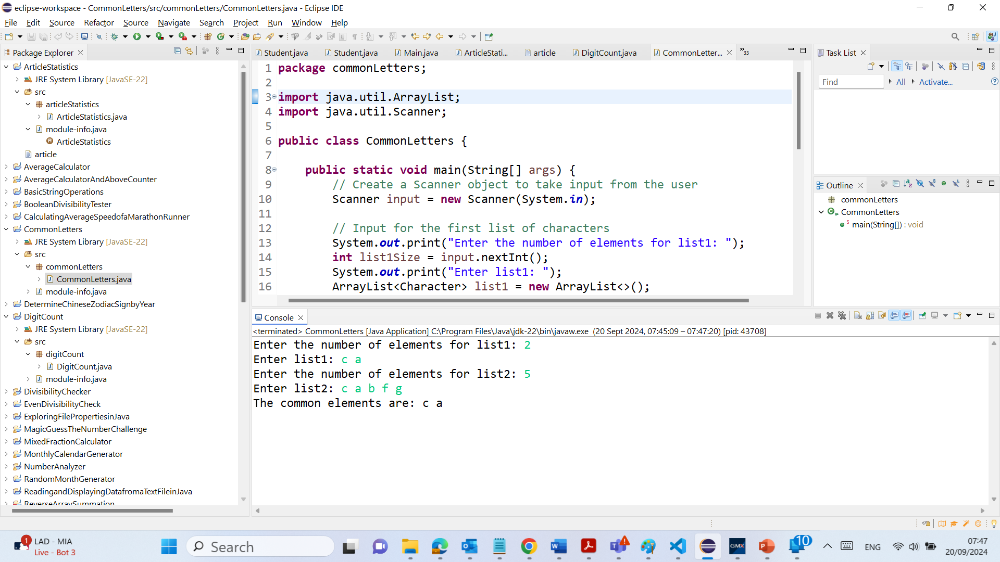 eclipse-workspace - CommonLetters/src/commonLetters/CommonLetters.java - Eclipse IDE
File Edit Source Refactor Source Navigate Search Project Run Window Help
Package Explorer
ArticleStatistics
JRE System Library [JavaSE-22]
src
articleStatistics
ArticleStatistics.java
module-info.java
ArticleStatistics
article
AverageCalculator
AverageCalculatorAndAboveCounter
BasicStringOperations
BooleanDivisibilityTester
CalculatingAverageSpeedofaMarathonRunner
CommonLetters
JRE System Library [JavaSE-22]
src
commonLetters
CommonLetters.java
module-info.java
DetermineChineseZodiacSignbyYear
DigitCount
JRE System Library [JavaSE-22]
src
digitCount
DigitCount.java
module-info.java
DivisibilityChecker
EvenDivisibilityCheck
ExploringFilePropertiesinJava
MagicGuessTheNumberChallenge
MixedFractionCalculator
MonthlyCalendarGenerator
NumberAnalyzer
RandomMonthGenerator
ReadingandDisplayingDatafromaTextFileinJava
ReverseArraySummation
Student.java Student.java Main.java ArticleStati... article DigitCount.java CommonLetter... 33
1 package commonLetters;
2
3 import java.util.ArrayList;
4 import java.util.Scanner;
5
6 public class CommonLetters {
7
8 public static void main(String[] args) {
9 // Create a Scanner object to take input from the user
10 Scanner input = new Scanner(System.in);
11
12 // Input for the first list of characters
13 System.out.print("Enter the number of elements for list1: ");
14 int list1Size = input.nextInt();
15 System.out.print("Enter list1: ");
16 ArrayList<Character> list1 = new ArrayList<>();
Task List
Find All Activate...
Outline
commonLetters
CommonLetters
main(String[]) : void
Console
<terminated> CommonLetters [Java Application] C:\Program Files\Java\jdk-22\bin\javaw.exe (20 Sept 2024, 07:45:09 – 07:47:20) [pid: 43708]
Enter the number of elements for list1: 2
Enter list1: c a
Enter the number of elements for list2: 5
Enter list2: c a b f g
The common elements are: c a
1
LAD - MIA
Live - Bot 3
Search
GMX
10
ENG
07:47
20/09/2024